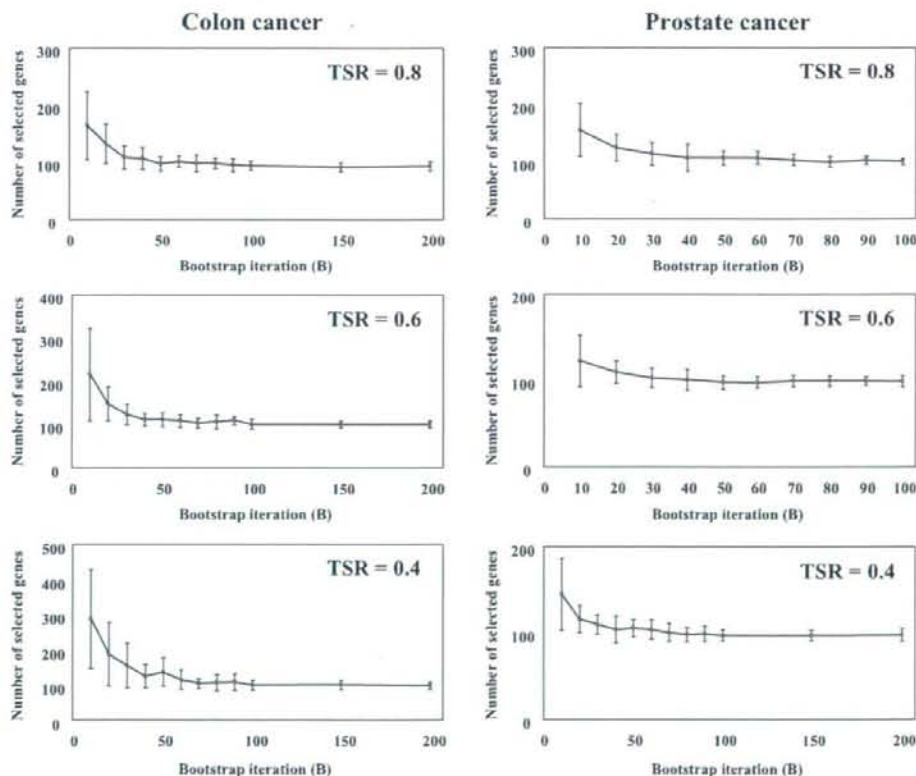 Colon cancer
Prostate cancer
Number of selected genes
300
200
100
0
TSR = 0.8
0 50 100 150 200
Bootstrap iteration (B)
Number of selected genes
300
200
100
0
TSR = 0.8
0 10 20 30 40 50 60 70 80 90 100
Bootstrap iteration (B)
Number of selected genes
400
300
200
100
0
TSR = 0.6
0 50 100 150 200
Bootstrap iteration (B)
Number of selected genes
200
100
0
TSR = 0.6
0 10 20 30 40 50 60 70 80 90 100
Bootstrap iteration (B)
Number of selected genes
500
400
300
200
100
0
TSR = 0.4
0 50 100 150 200
Bootstrap iteration (B)
Number of selected genes
200
100
0
TSR = 0.4
0 50 100 150 200
Bootstrap iteration (B)